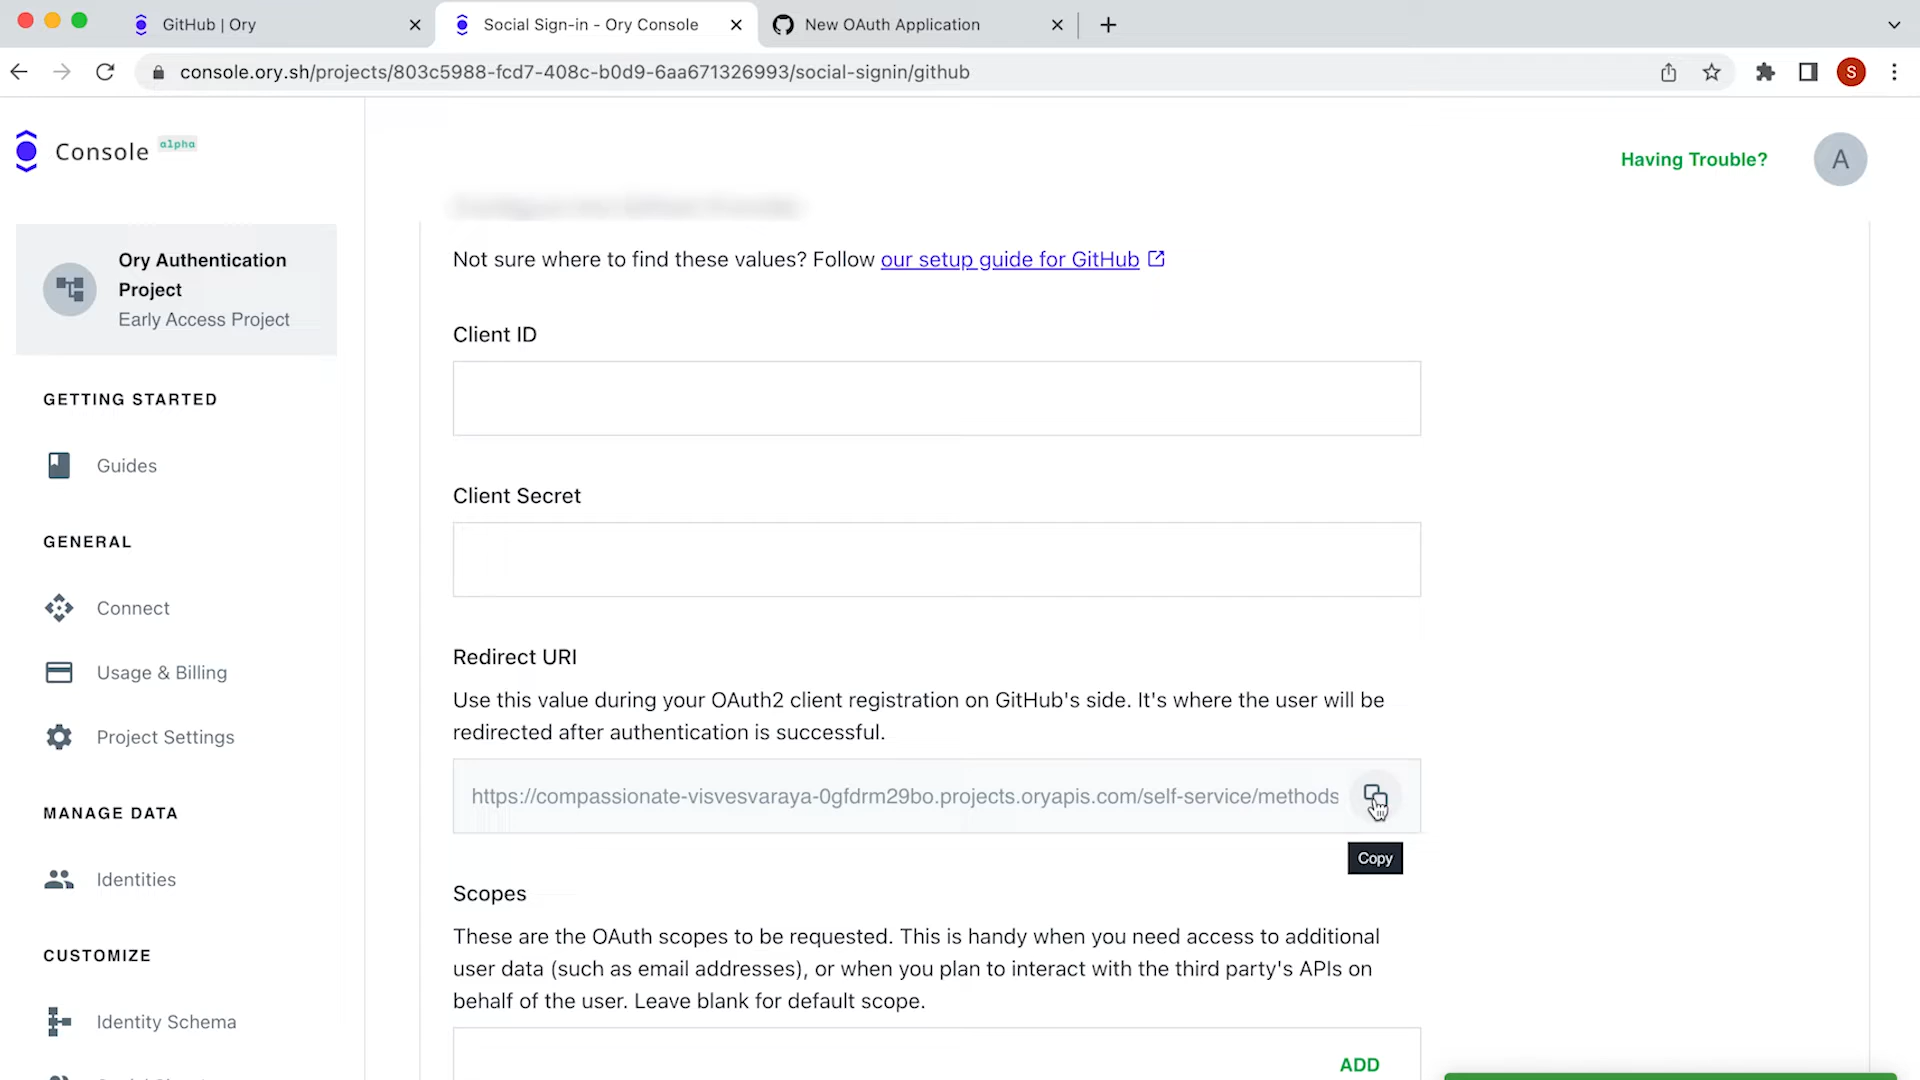 GitHub | Ory
Social Sign-in - Ory Console
New OAuth Application
console.ory.sh/projects/803c5988-fcd7-408c-b0d9-6aa671326993/social-signin/github
S
Console alpha
Having Trouble?
A
Ory Authentication
Project
Early Access Project
GETTING STARTED
Guides
GENERAL
Connect
Usage & Billing
Project Settings
MANAGE DATA
Identities
CUSTOMIZE
Identity Schema
Not sure where to find these values? Follow our setup guide for GitHub
Client ID
Client Secret
Redirect URI
Use this value during your OAuth2 client registration on GitHub's side. It's where the user will be
redirected after authentication is successful.
https://compassionate-visvesvaraya-0gfdrm29bo.projects.oryapis.com/self-service/methods
Copy
Scopes
These are the OAuth scopes to be requested. This is handy when you need access to additional
user data (such as email addresses), or when you plan to interact with the third party's APIs on
behalf of the user. Leave blank for default scope.
ADD